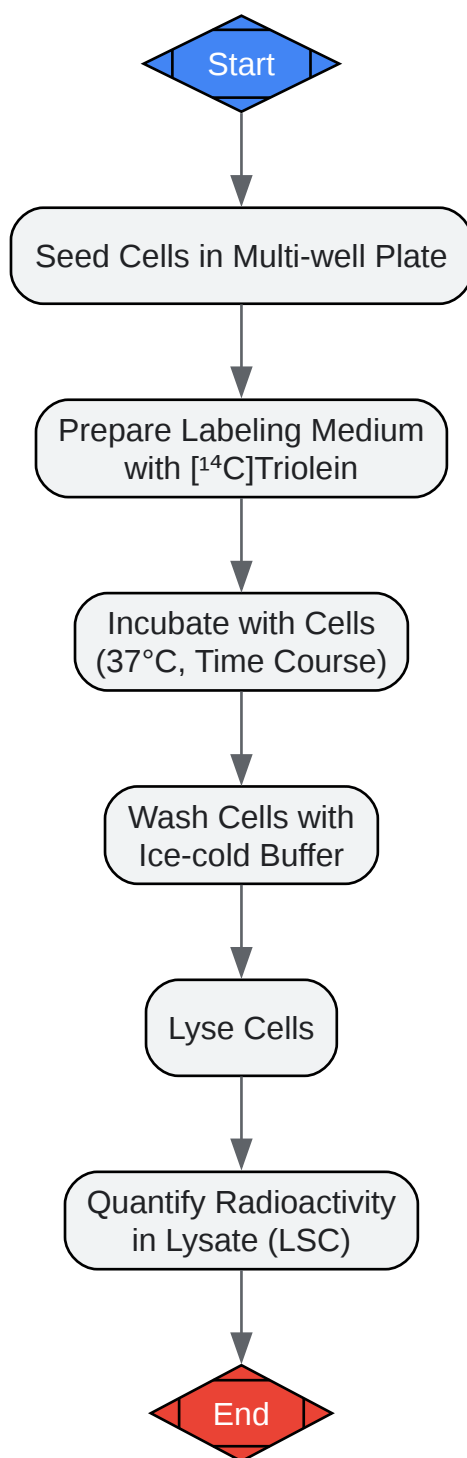 Start
Seed Cells in Multi-well Plate
Prepare Labeling Medium
with [¹⁴C]Triolein
Incubate with Cells
(37°C, Time Course)
Wash Cells with
Ice-cold Buffer
Lyse Cells
Quantify Radioactivity
in Lysate (LSC)
End